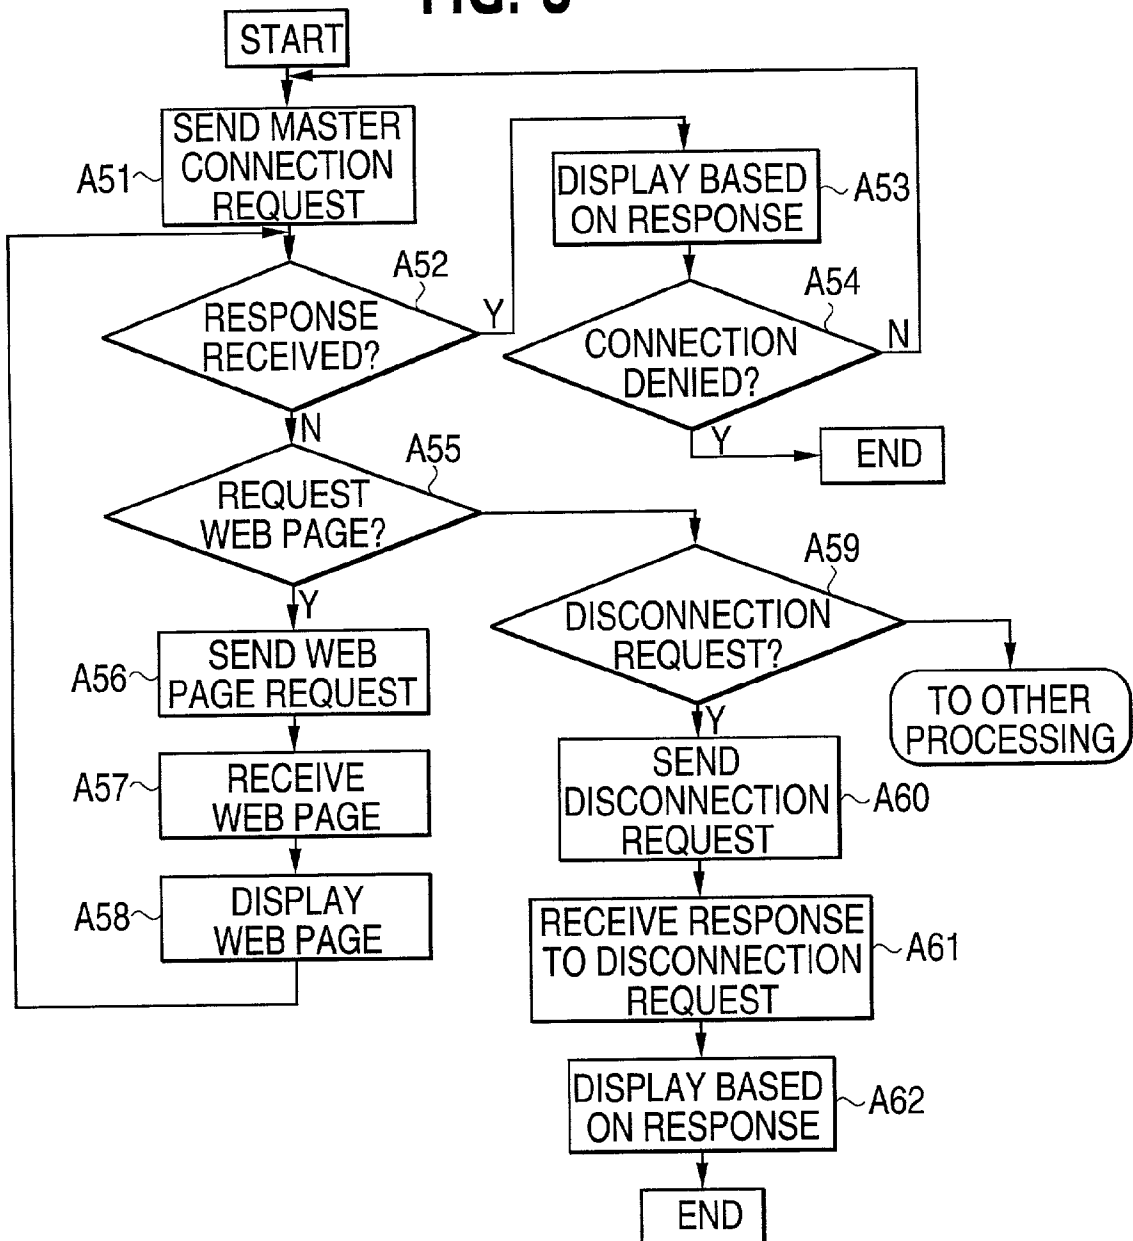 START
SEND MASTER
CONNECTION
REQUEST
A51
RESPONSE
RECEIVED?
A52
Y
N
DISPLAY BASED
ON RESPONSE
A53
CONNECTION
DENIED?
A54
N
Y
END
REQUEST
WEB PAGE?
A55
Y
SEND WEB
PAGE REQUEST
A56
RECEIVE
WEB PAGE
A57
DISPLAY
WEB PAGE
A58
DISCONNECTION
REQUEST?
A59
Y
TO OTHER
PROCESSING
SEND
DISCONNECTION
REQUEST
A60
RECEIVE RESPONSE
TO DISCONNECTION
REQUEST
A61
DISPLAY BASED
ON RESPONSE
A62
END